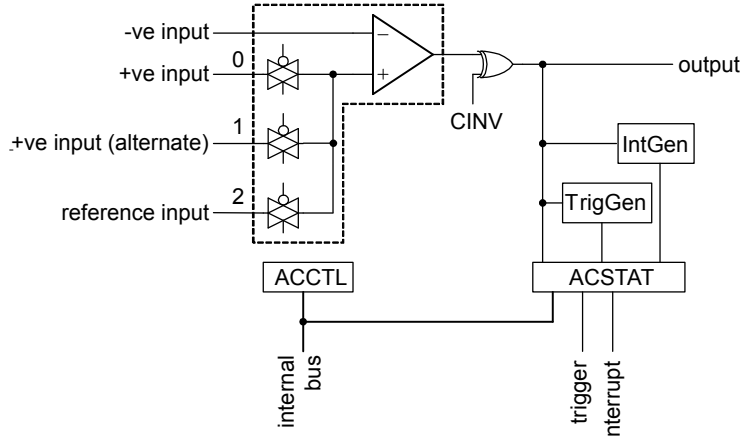 -ve input
+ve input
0
+ve input (alternate)
1
reference input
2
−
+
CINV
output
IntGen
TrigGen
ACCTL
ACSTAT
internal
bus
trigger
nterrupt